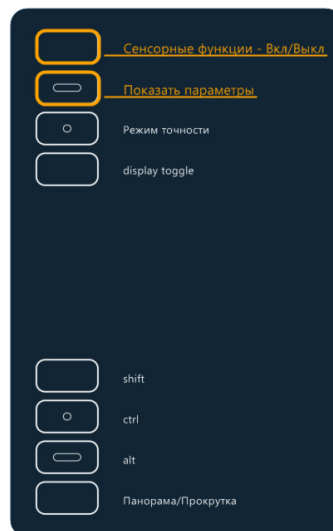 Сенсорные функции - Вкл/Выкл
Показать параметры
Режим точности
display toggle
shift
ctrl
alt
Панорама/Прокрутка